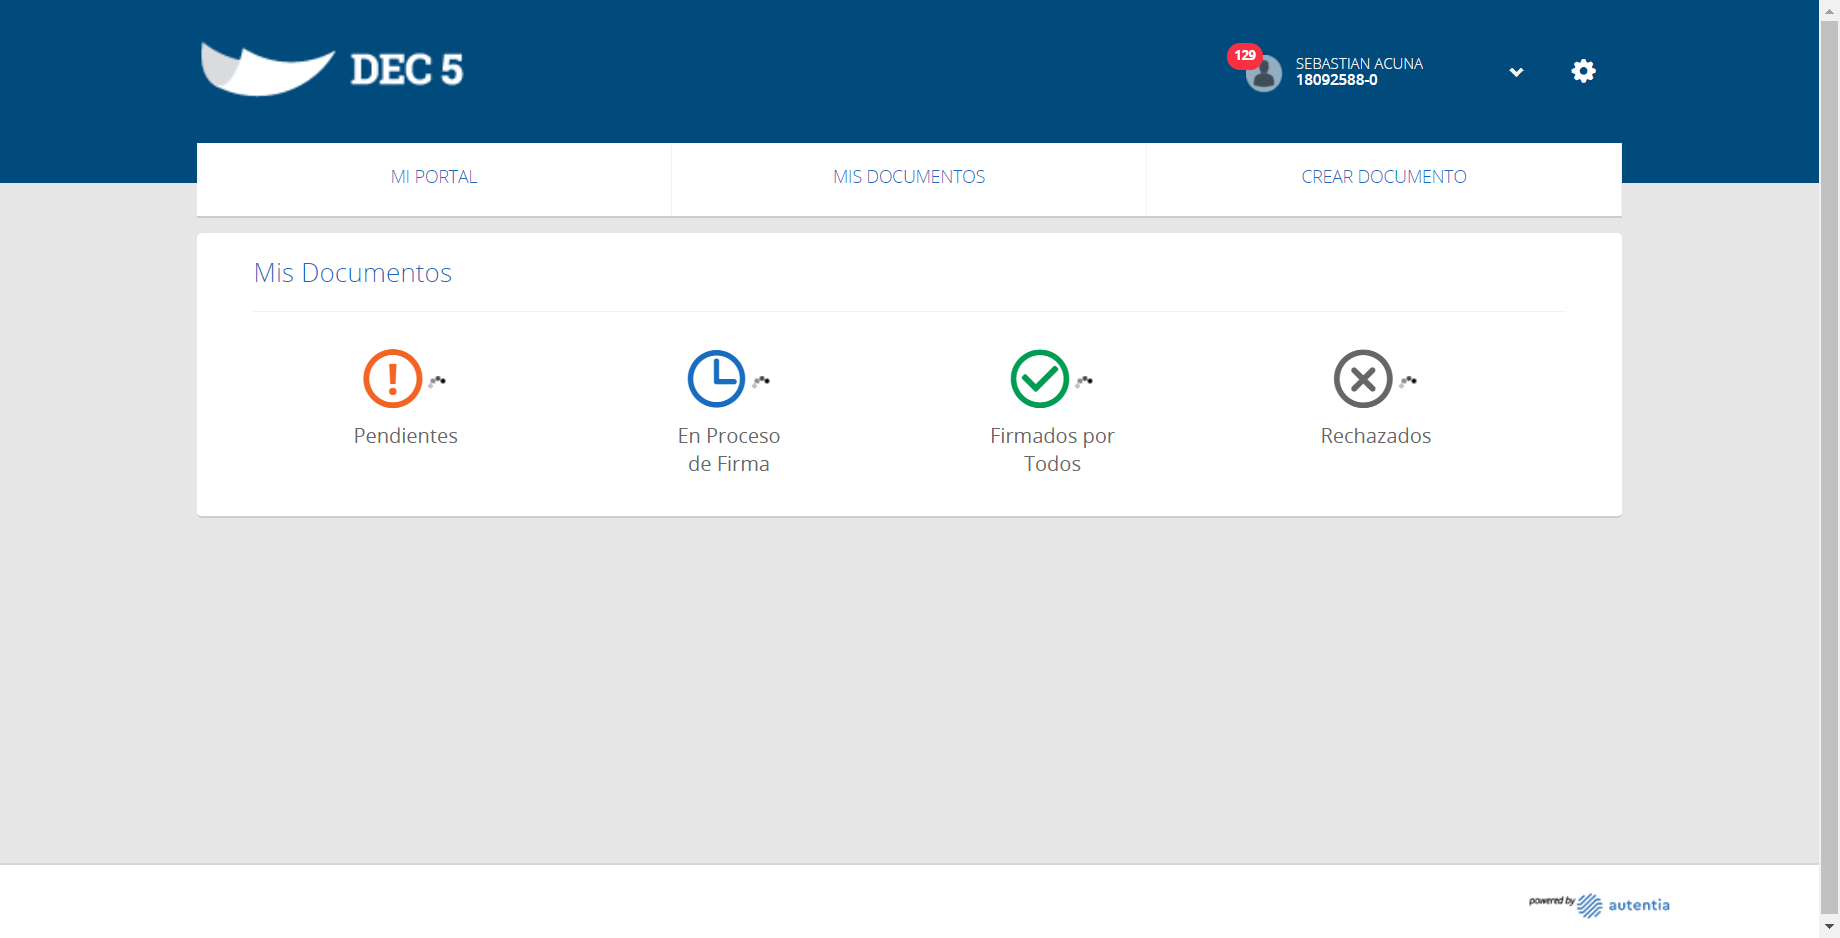 DEC 5
129
SEBASTIAN ACUNA
18092588-0
MI PORTAL
MIS DOCUMENTOS
CREAR DOCUMENTO
Mis Documentos
Pendientes
En Proceso
de Firma
Firmados por
Todos
Rechazados
powered by autentia